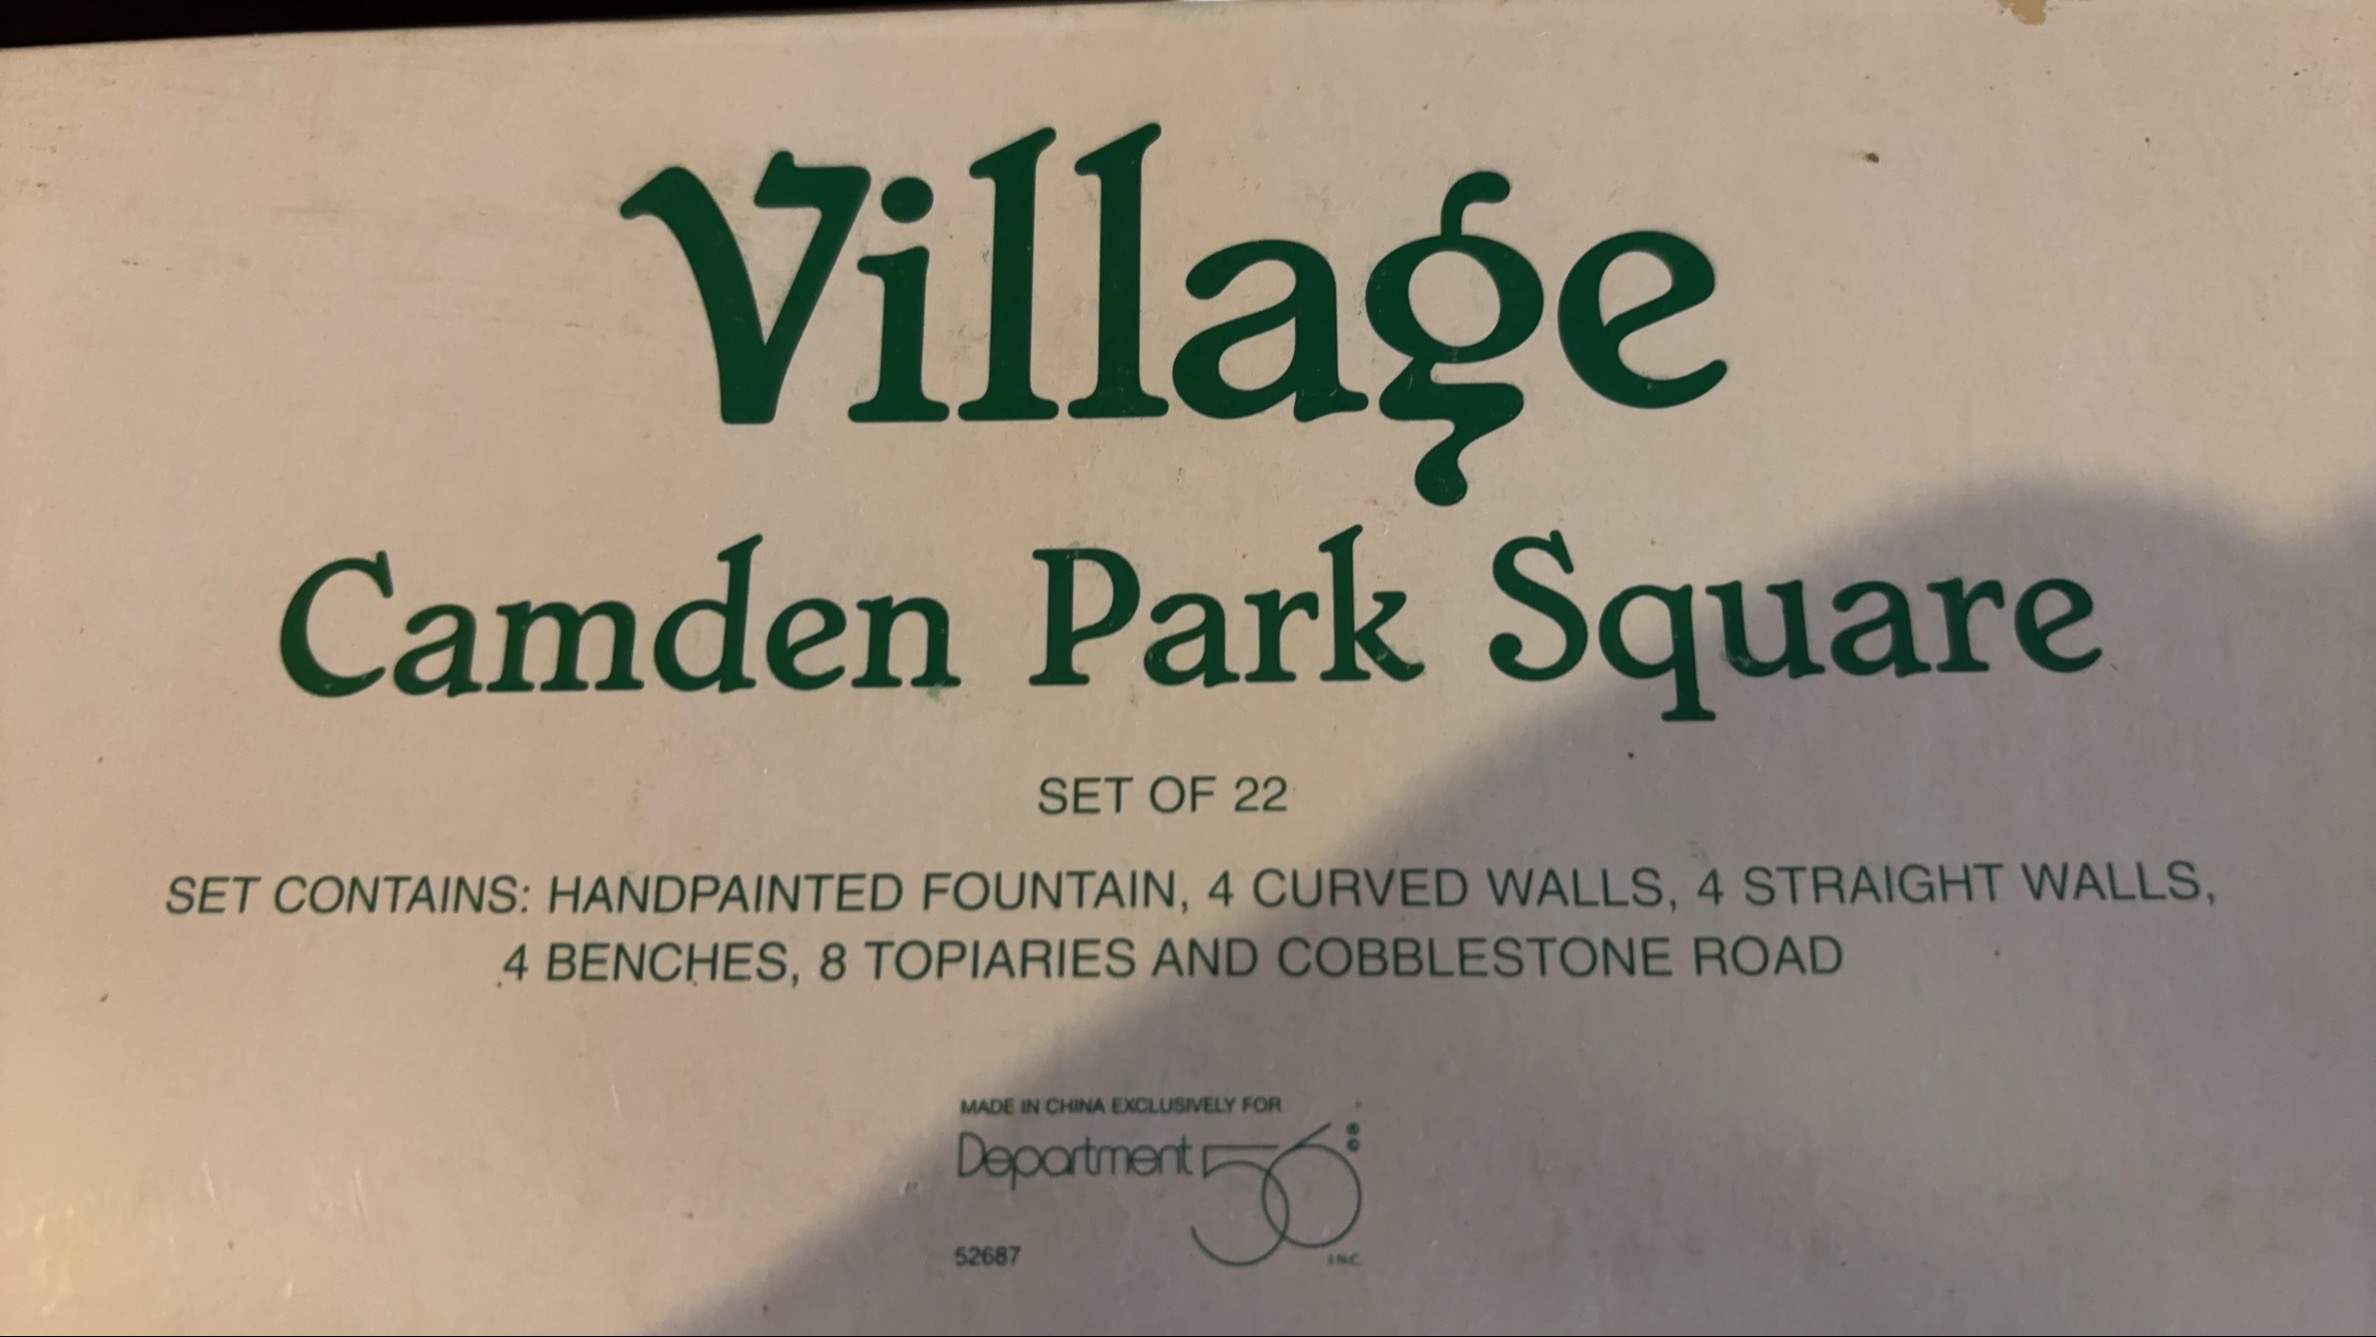 Village
Camden Park Square
SET OF 22
SET CONTAINS: HANDPAINTED FOUNTAIN, 4 CURVED WALLS, 4 STRAIGHT WALLS,
4 BENCHES, 8 TOPIARIES AND COBBLESTONE ROAD
MADE IN CHINA EXCLUSIVELY FOR
Department 56
INC.
52687